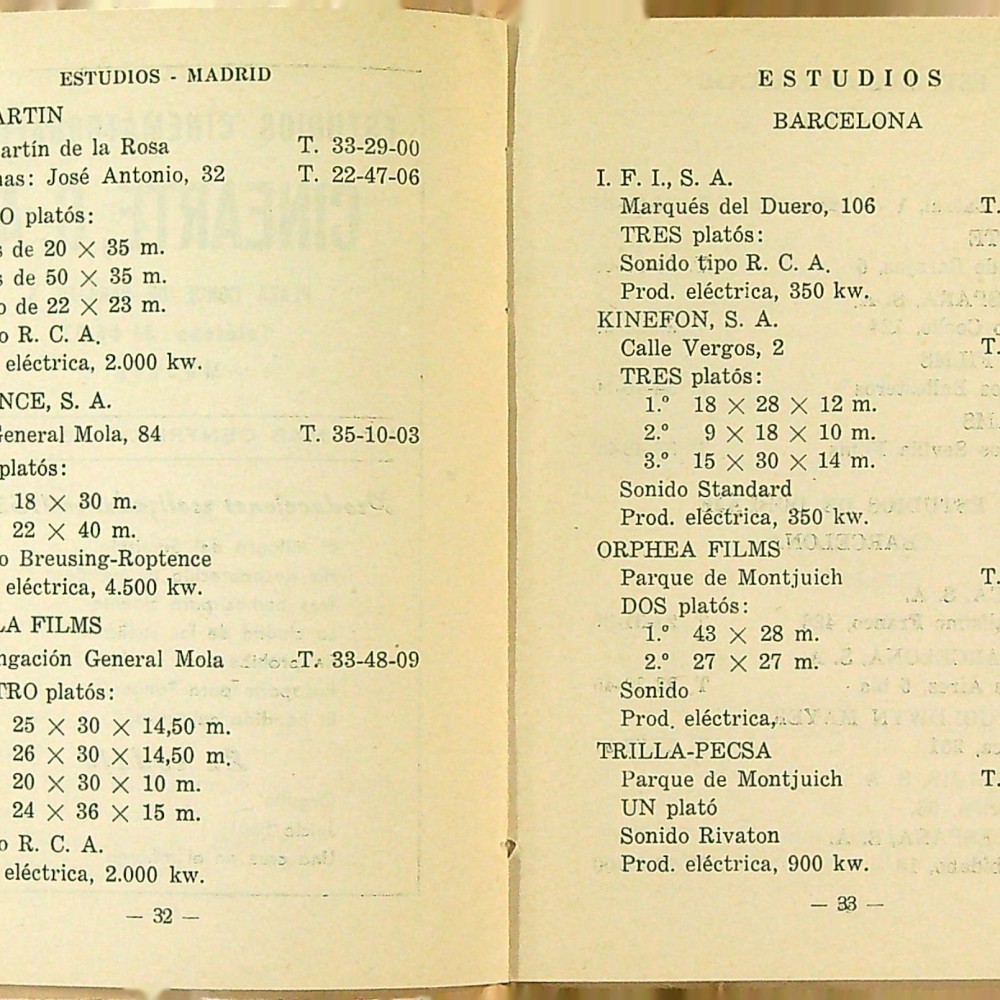 ESTUDIOS - MADRID
ARTIN
artín de la Rosa T. 33-29-00
nas: José Antonio, 32 T. 22-47-06
O platós:
s de 20 × 35 m.
s de 50 × 35 m.
o de 22 × 23 m.
o R. C. A.
eléctrica, 2.000 kw.
NCE, S. A.
General Mola, 84 T. 35-10-03
platós:
18 × 30 m.
22 × 40 m.
o Breusing-Roptence
eléctrica, 4.500 kw.
LA FILMS
ngación General Mola T. 33-48-09
TRO platós:
25 × 30 × 14,50 m.
26 × 30 × 14,50 m.
20 × 30 × 10 m.
24 × 36 × 15 m.
o R. C. A.
eléctrica, 2.000 kw.
— 32 —
ESTUDIOS
BARCELONA
I. F. I., S. A.
Marqués del Duero, 106 T.
TRES platós:
Sonido tipo R. C. A.
Prod. eléctrica, 350 kw.
KINEFON, S. A.
Calle Vergos, 2 T.
TRES platós:
1.º 18 × 28 × 12 m.
2.º 9 × 18 × 10 m.
3.º 15 × 30 × 14 m.
Sonido Standard
Prod. eléctrica, 350 kw.
ORPHEA FILMS
Parque de Montjuich T.
DOS platós:
1.º 43 × 28 m.
2.º 27 × 27 m.
Sonido
Prod. eléctrica,
TRILLA-PECSA
Parque de Montjuich T.
UN plató
Sonido Rivaton
Prod. eléctrica, 900 kw.
— 33 —